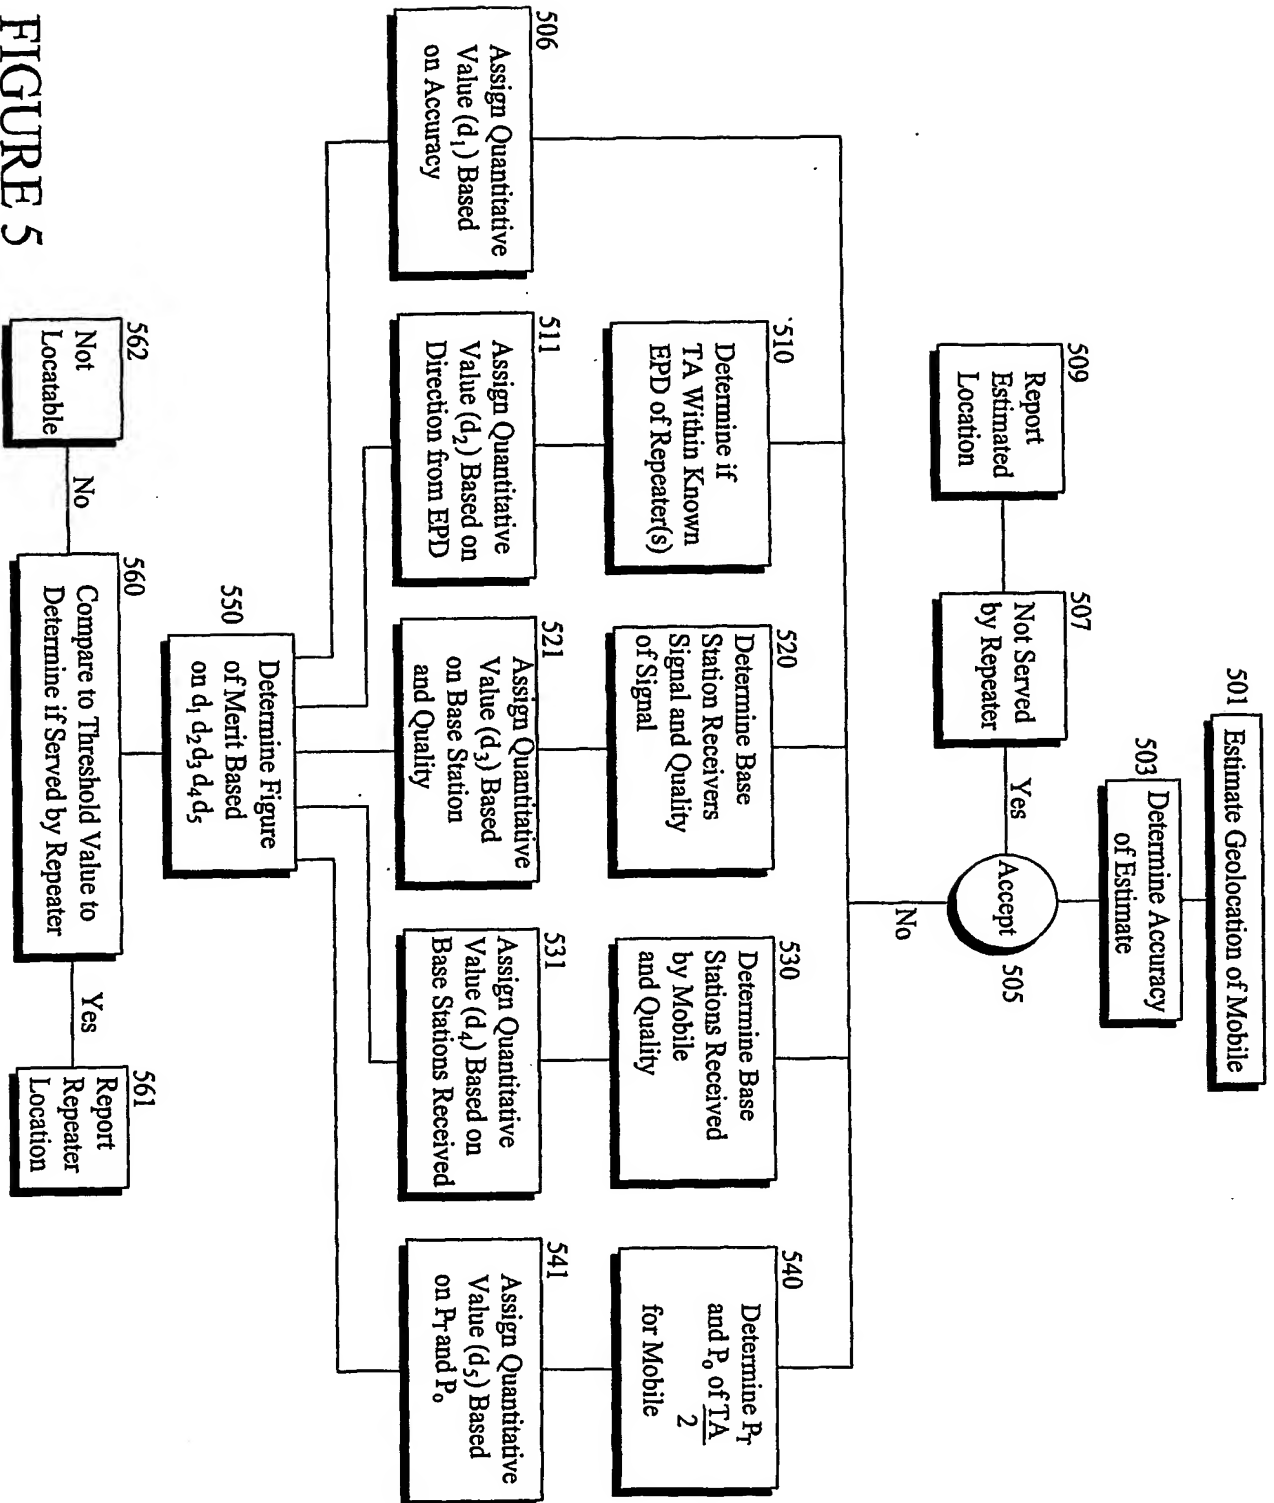 501
Estimate Geolocation of Mobile
503
Determine Accuracy
of Estimate
Accept
505
Yes
No
507
Not Served
by Repeater
509
Report
Estimated
Location
506
Assign Quantitative
Value (d1) Based
on Accuracy
510
Determine if
TA Within Known
EPD of Repeater(s)
511
Assign Quantitative
Value (d2) Based on
Direction from EPD
520
Determine Base
Station Receivers
Signal and Quality
of Signal
521
Assign Quantitative
Value (d3) Based
on Base Station
and Quality
530
Determine Base
Stations Received
by Mobile
and Quality
531
Assign Quantitative
Value (d4) Based on
Base Stations Received
540
Determine PT
and Po of TA
2
for Mobile
541
Assign Quantitative
Value (d5) Based
on PT and Po
550
Determine Figure
of Merit Based
on d1 d2 d3 d4 d5
560
Compare to Threshold Value to
Determine if Served by Repeater
No
562
Not
Locatable
Yes
561
Report
Repeater
Location
FIGURE 5